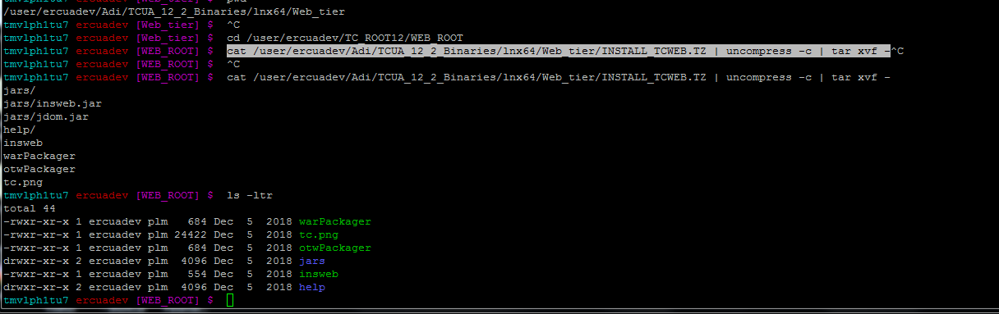 /user/ercuadev/Adi/TCUA_12_2_Binaries/lnx64/Web_tier
tmvlph1tu7 ercuadev [Web_tier] $ ^C
tmvlph1tu7 ercuadev [Web_tier] $ cd /user/ercuadev/TC_ROOT12/WEB_ROOT
tmvlph1tu7 ercuadev [WEB_ROOT] $ cat /user/ercuadev/Adi/TCUA_12_2_Binaries/lnx64/Web_tier/INSTALL_TCWEB.TZ | uncompress -c | tar xvf -^C
tmvlph1tu7 ercuadev [WEB_ROOT] $ ^C
tmvlph1tu7 ercuadev [WEB_ROOT] $ cat /user/ercuadev/Adi/TCUA_12_2_Binaries/lnx64/Web_tier/INSTALL_TCWEB.TZ | uncompress -c | tar xvf -
jars/
jars/insweb.jar
jars/jdom.jar
help/
insweb
warPackager
otwPackager
tc.png
tmvlph1tu7 ercuadev [WEB_ROOT] $ ls -ltr
total 44
-rwxr-xr-x 1 ercuadev plm 684 Dec 5 2018 warPackager
-rwxr-xr-x 1 ercuadev plm 24422 Dec 5 2018 tc.png
-rwxr-xr-x 1 ercuadev plm 684 Dec 5 2018 otwPackager
drwxr-xr-x 2 ercuadev plm 4096 Dec 5 2018 jars
-rwxr-xr-x 1 ercuadev plm 554 Dec 5 2018 insweb
drwxr-xr-x 2 ercuadev plm 4096 Dec 5 2018 help
tmvlph1tu7 ercuadev [WEB_ROOT] $